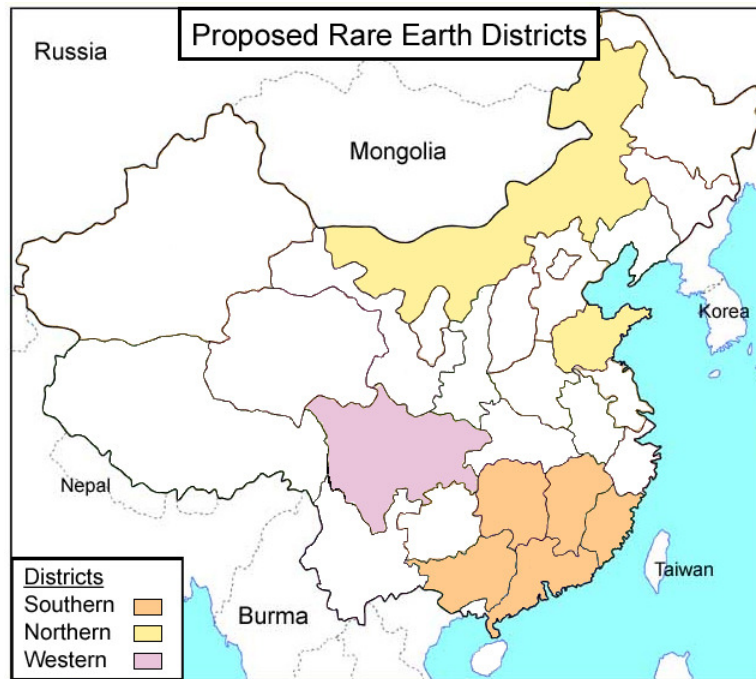 Proposed Rare Earth Districts
Russia
Mongolia
Korea
Nepal
Taiwan
Burma
Districts
Southern
Northern
Western